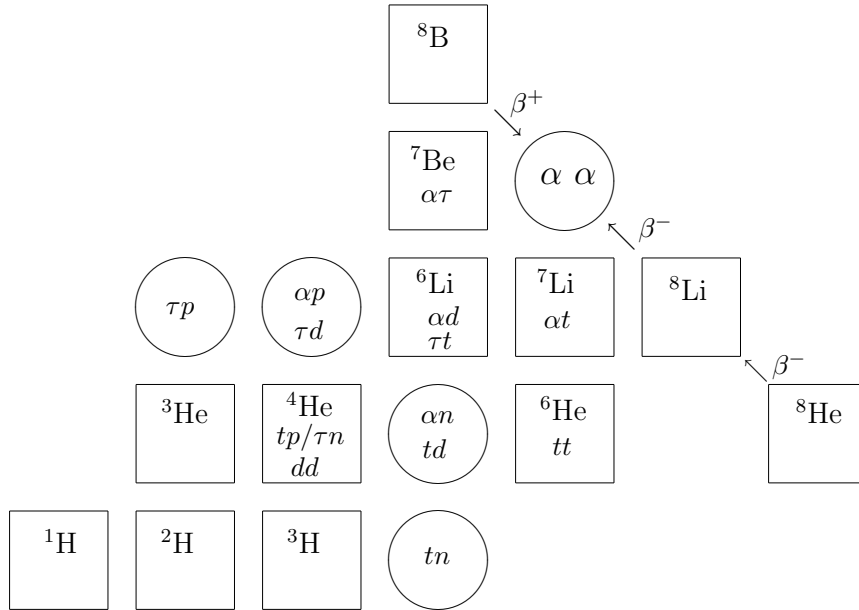 ⁸B
β⁺
⁷Be
ατ
α α
β⁻
τp
αp
τd
⁶Li
αd
τt
⁷Li
αt
⁸Li
β⁻
³He
⁴He
tp/τn
dd
αn
td
⁶He
tt
⁸He
¹H
²H
³H
tn